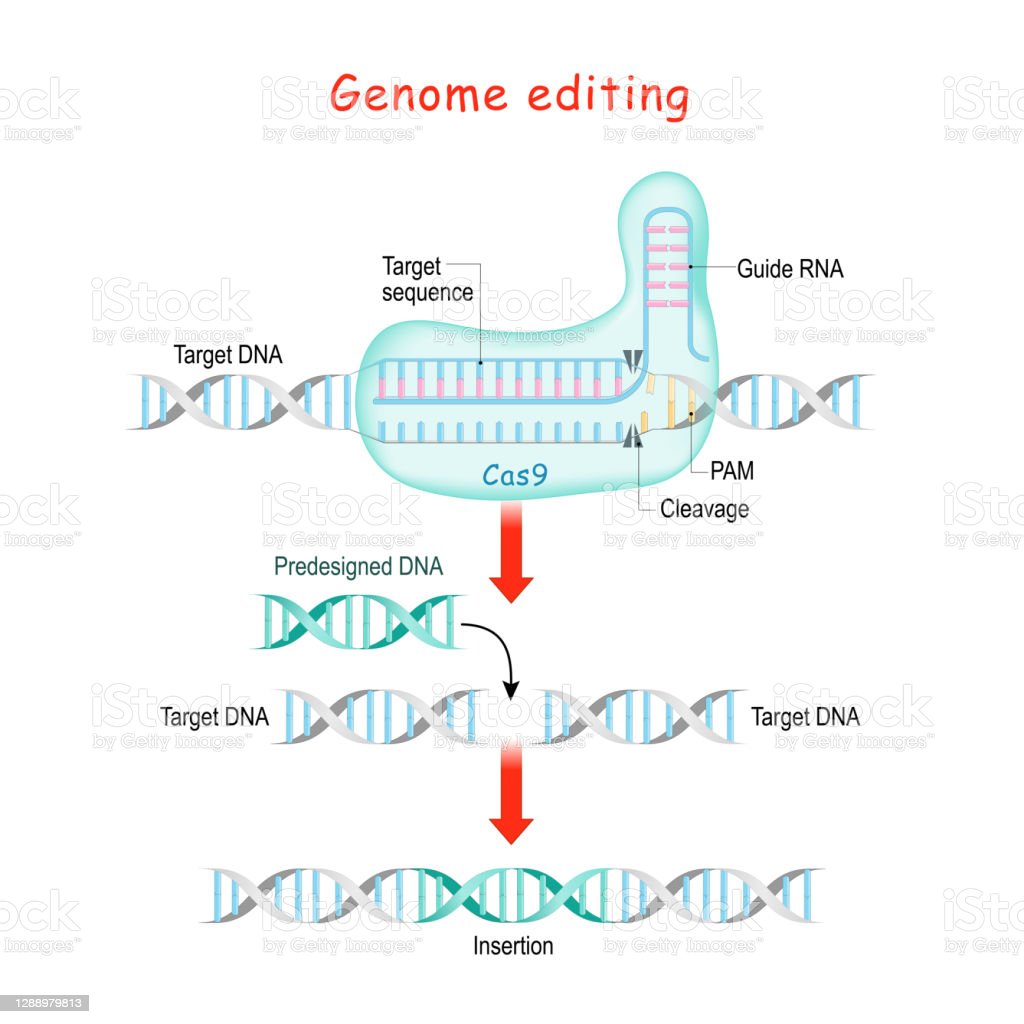 Genome editing
Target
sequence
Guide RNA
Target DNA
Cas9
PAM
Cleavage
Predesigned DNA
Target DNA
Target DNA
Insertion
iStock
by Getty Images™
1288979813